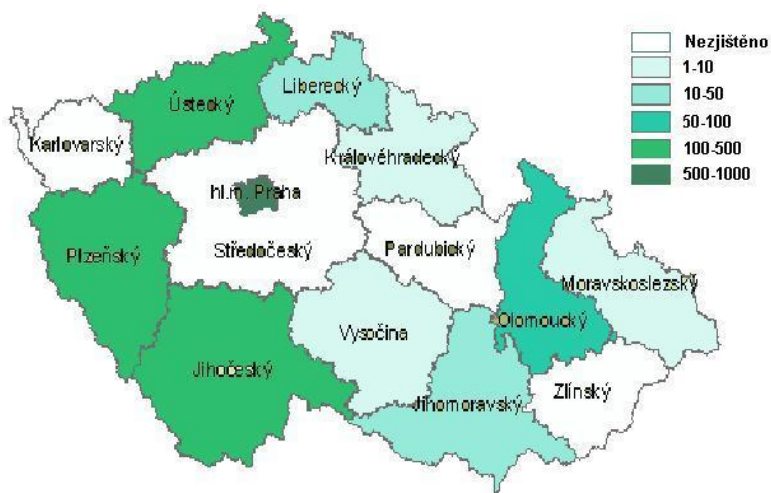 Nezjištěno
1-10
10-50
50-100
100-500
500-1000
Liberecký
Ústecký
Karlovarský
Královéhradecký
hl.m. Praha
Středočeský
Pardubický
Plzeňský
Moravskoslezský
Olomoucký
Vysočina
Jihočeský
Zlínský
Jihomoravský